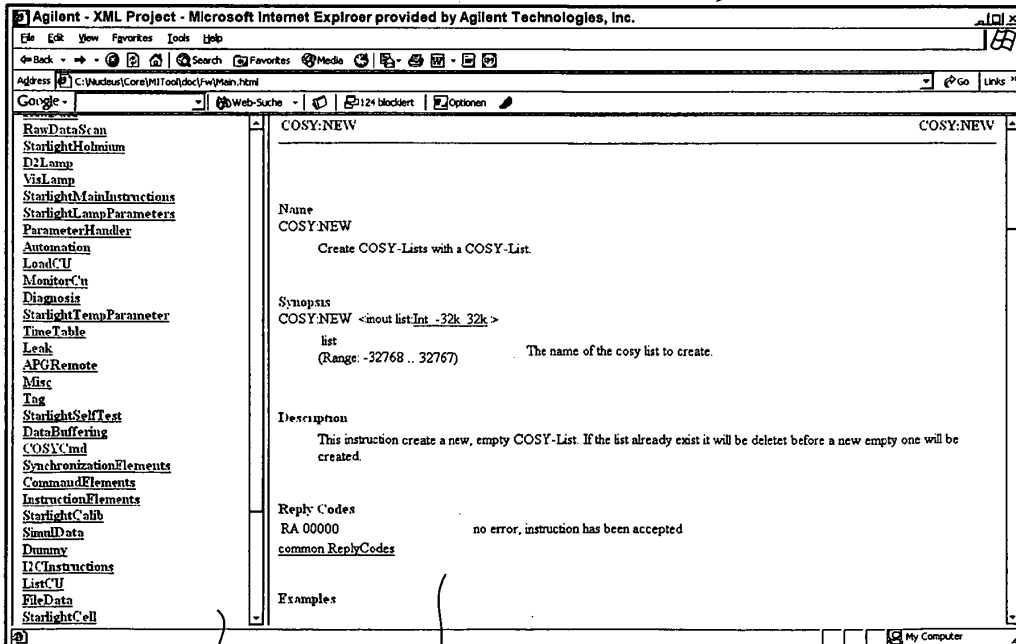 Agilent - XML Project - Microsoft Internet Explroer provided by Agilent Technologies, Inc.
File Edit View Favorites Tools Help
Back Search Favorites Media
Address C:\Nucleus\Core\MITool\doc\Fw\Main.html Go Links
Google - Web-Suche 124 blockiert Optionen
RawDataScan
StarlightHolmium
D2Lamp
VisLamp
StarlightMainInstructions
StarlightLampParameters
ParameterHandler
Automation
LoadCU
MonitorCu
Diagnosis
StarlightTempParameter
TimeTable
Leak
APGRemote
Misc
Tag
StarlightSelfTest
DataBuffering
COSYCmd
SynchronizationElements
CommandElements
InstructionElements
StarlightCalib
SimulData
Dummy
I2CInstructions
ListCU
FileData
StarlightCell
COSY:NEW COSY:NEW
Name
COSY:NEW
Create COSY-Lists with a COSY-List.
Synopsis
COSY:NEW <inout list:Int_-32k_32k >
list
(Range: -32768 .. 32767) The name of the cosy list to create.
Description
This instruction create a new, empty COSY-List. If the list already exist it will be deletet before a new empty one will be
created.
Reply Codes
RA 00000 no error, instruction has been accepted
common ReplyCodes
Examples
My Computer